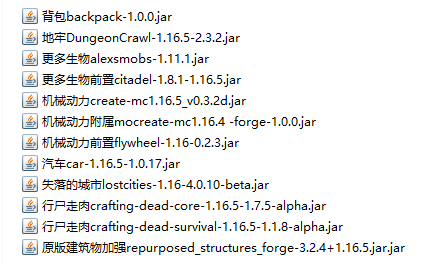 背包backpack-1.0.0.jar
地牢DungeonCrawl-1.16.5-2.3.2.jar
更多生物alexsmobs-1.11.1.jar
更多生物前置citadel-1.8.1-1.16.5.jar
机械动力create-mc1.16.5_v0.3.2d.jar
机械动力附属mocreate-mc1.16.4 -forge-1.0.0.jar
机械动力前置flywheel-1.16-0.2.3.jar
汽车car-1.16.5-1.0.17.jar
失落的城市lostcities-1.16-4.0.10-beta.jar
行尸走肉crafting-dead-core-1.16.5-1.7.5-alpha.jar
行尸走肉crafting-dead-survival-1.16.5-1.1.8-alpha.jar
原版建筑物加强repurposed_structures_forge-3.2.4+1.16.5.jar.jar